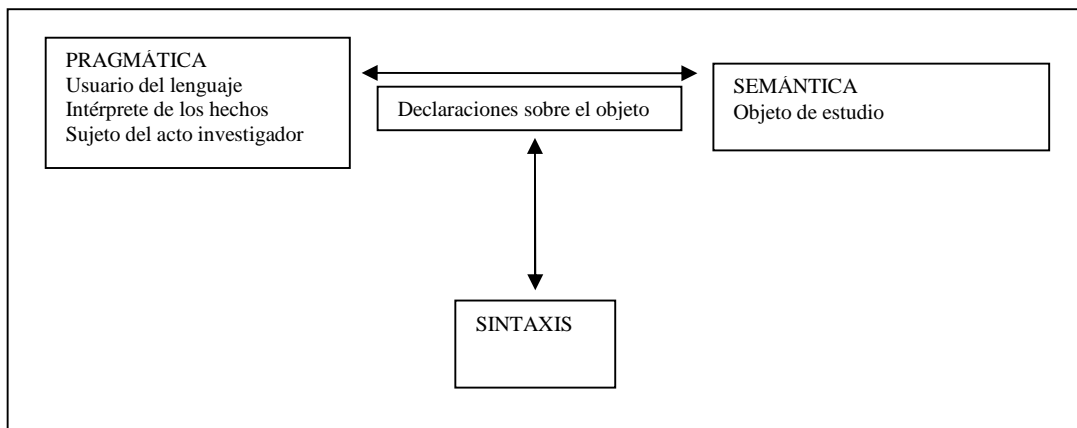 PRAGMÁTICA
Usuario del lenguaje
Intérprete de los hechos
Sujeto del acto investigador
Declaraciones sobre el objeto
SEMÁNTICA
Objeto de estudio
SINTAXIS